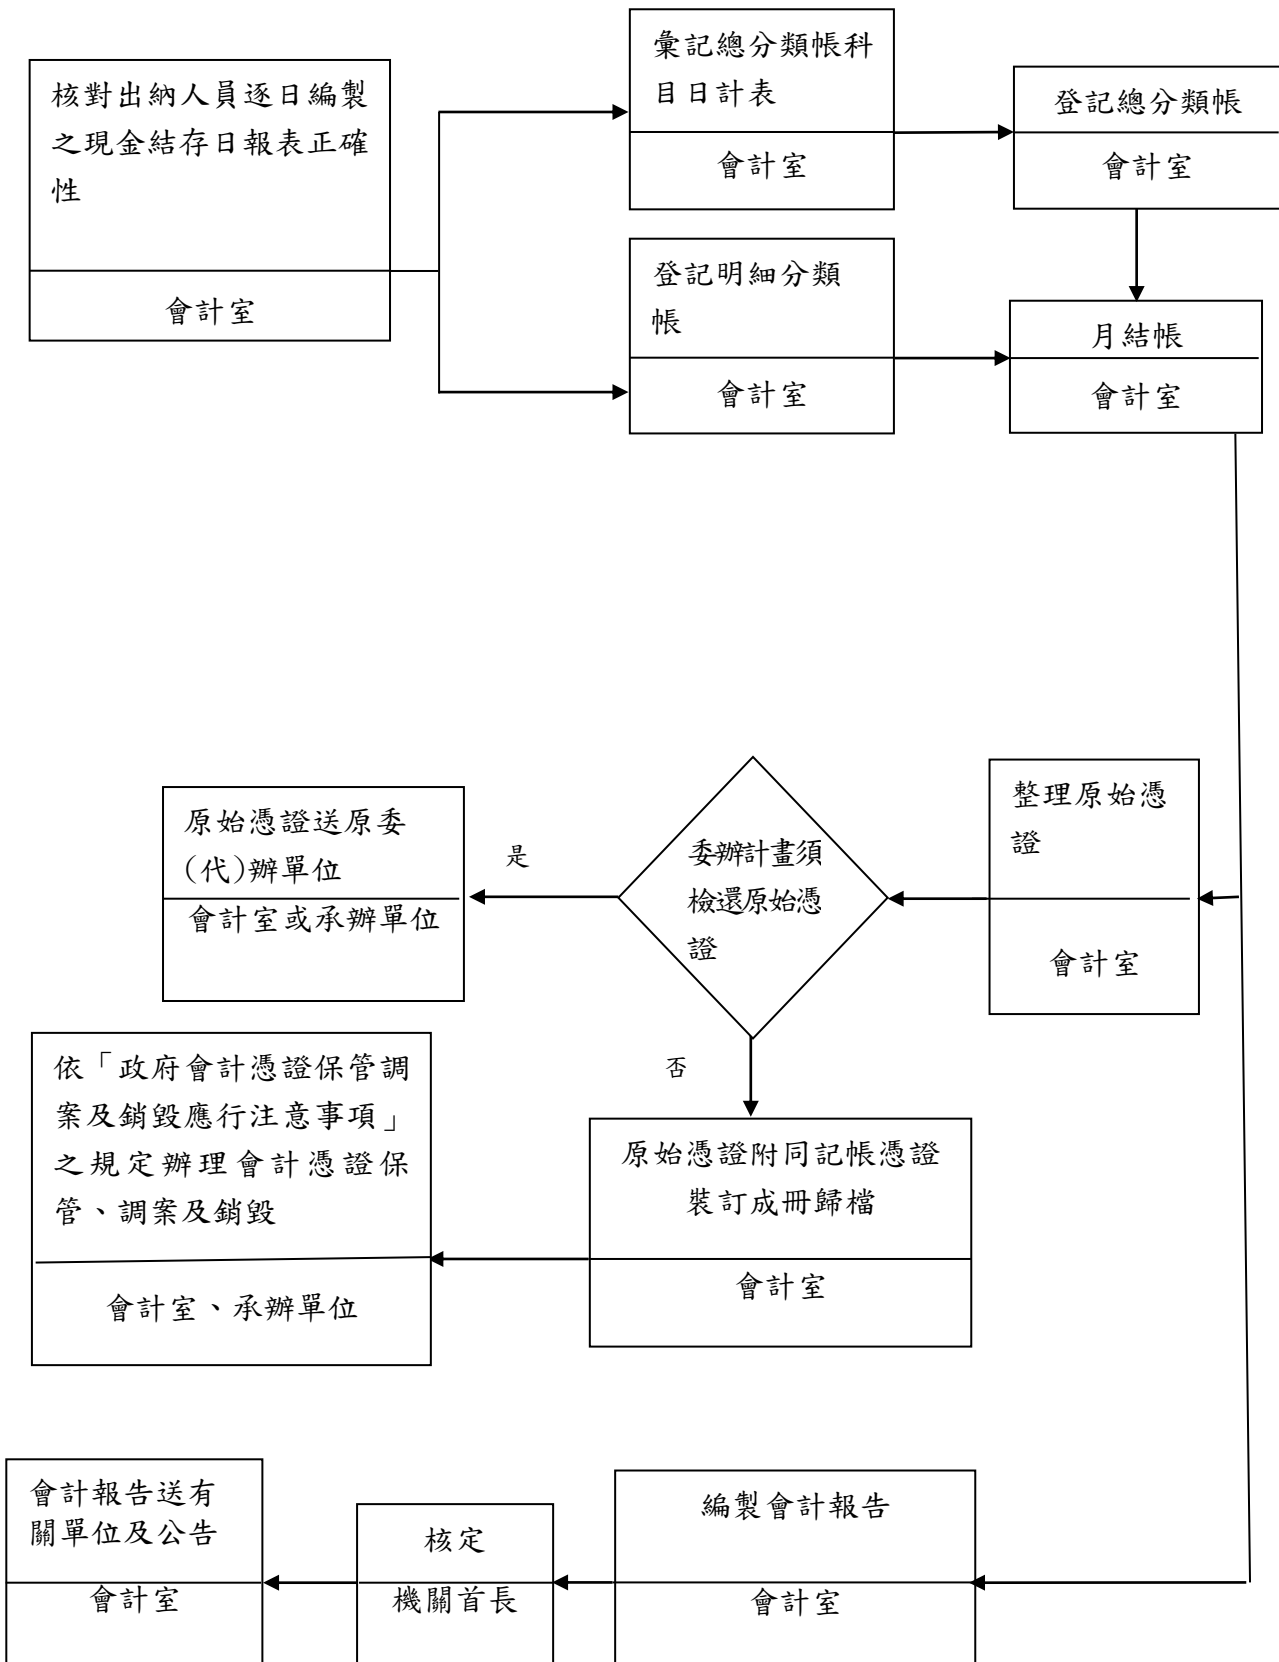 核對出納人員逐日編製
之現金結存日報表正確
性
會計室
彙記總分類帳科
目日計表
會計室
登記總分類帳
會計室
登記明細分類
帳
會計室
月結帳
會計室
整理原始憑
證
會計室
委辦計畫須
檢還原始憑
證
是
原始憑證送原委
(代)辦單位
會計室或承辦單位
否
原始憑證附同記帳憑證
裝訂成冊歸檔
會計室
依「政府會計憑證保管調
案及銷毀應行注意事項」
之規定辦理會計憑證保
管、調案及銷毀
會計室、承辦單位
編製會計報告
會計室
核定
機關首長
會計報告送有
關單位及公告
會計室